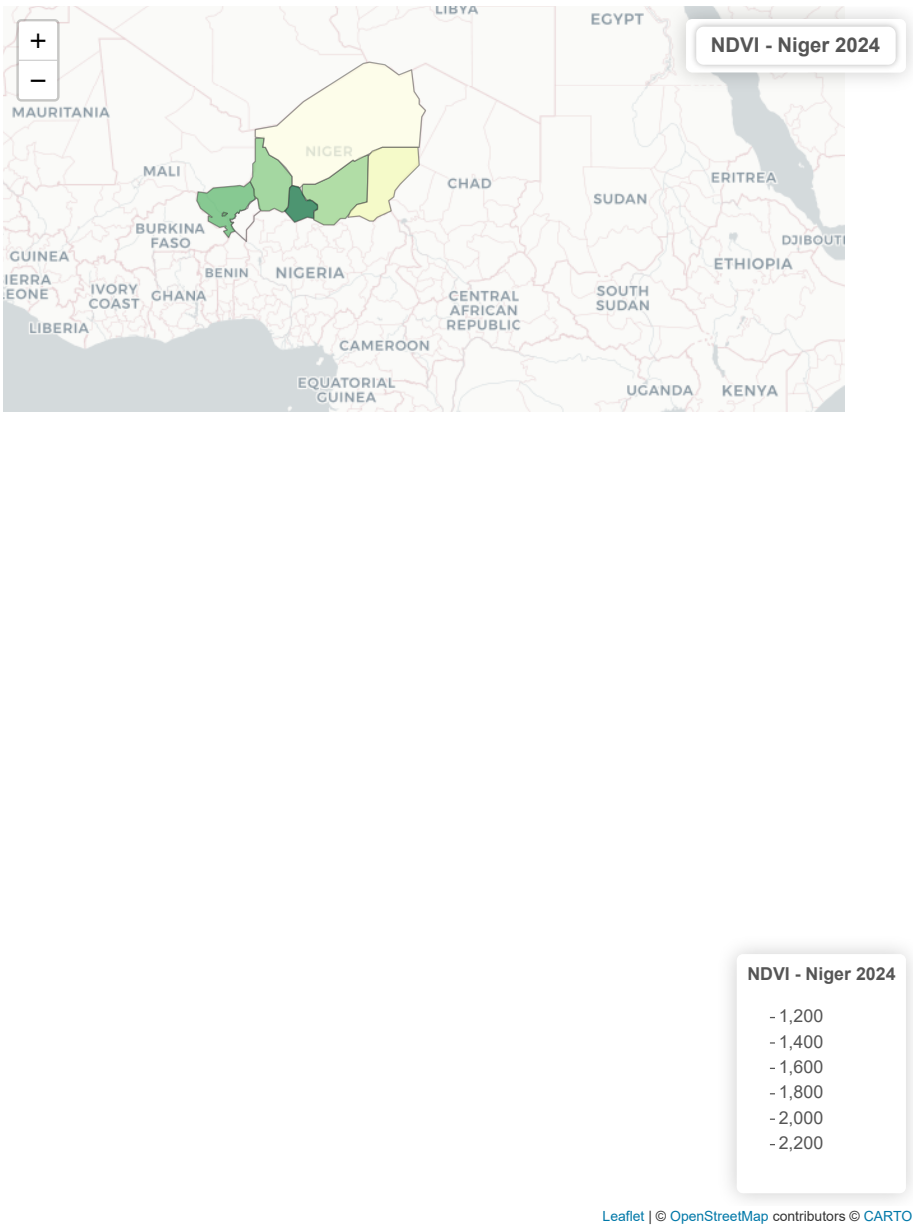 LIBYA
EGYPT
+
NDVI - Niger 2024
−
MAURITANIA
NIGER
MALI
CHAD
ERITREA
SUDAN
BURKINA
FASO
DJIBOUTI
GUINEA
ETHIOPIA
BENIN
NIGERIA
IERRA
LEONE
IVORY
COAST
GHANA
SOUTH
SUDAN
CENTRAL
AFRICAN
REPUBLIC
LIBERIA
CAMEROON
EQUATORIAL
GUINEA
UGANDA
KENYA
NDVI - Niger 2024
- 1,200
- 1,400
- 1,600
- 1,800
- 2,000
- 2,200
Leaflet | © OpenStreetMap contributors © CARTO